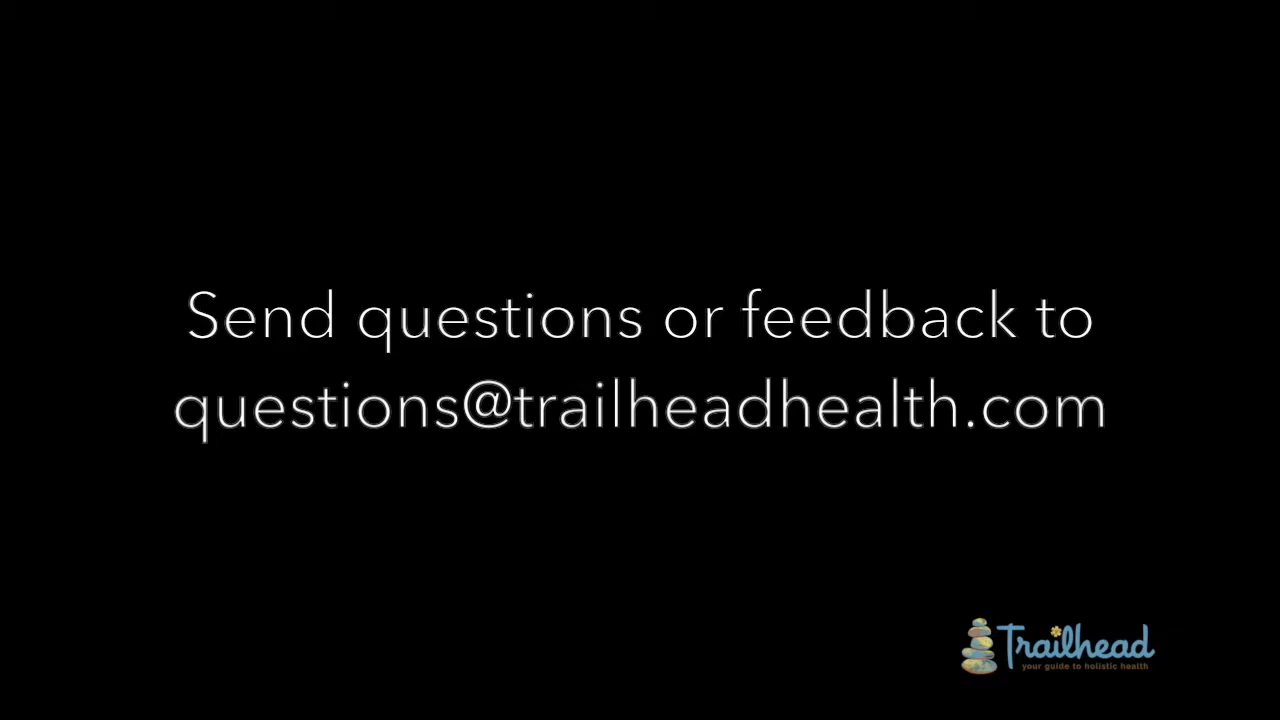 Send questions or feedback to
questions@trailheadhealth.com
Trailhead
your guide to holistic health